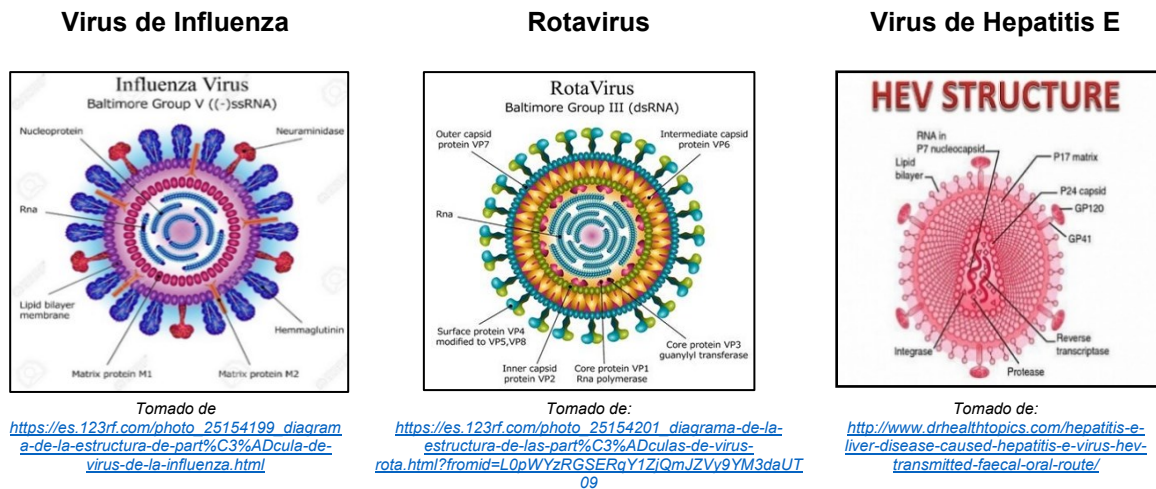 Virus de Influenza
Rotavirus
Virus de Hepatitis E
Influenza Virus
Baltimore Group V ((-)ssRNA)
Nucleoprotein
Neuraminidase
Rna
Lipid bilayer
membrane
Hemmaglutinin
Matrix protein M1
Matrix protein M2
RotaVirus
Baltimore Group III (dsRNA)
Outer capsid
protein VP7
Intermediate capsid
protein VP6
Rna
Surface protein VP4
modified to VP5,VP8
Core protein VP3
guanylyl transferase
Inner capsid
protein VP2
Core protein VP1
Rna polymerase
HEV STRUCTURE
RNA in
P7 nucleocapsid
P17 matrix
Lipid
bilayer
P24 capsid
GP120
GP41
Reverse
transcriptase
Integrase
Protease
Tomado de
https://es.123rf.com/photo_25154199_diagram
a-de-la-estructura-de-part%C3%ADcula-de-
virus-de-la-influenza.html
Tomado de:
https://es.123rf.com/photo_25154201_diagrama-de-la-
estructura-de-las-part%C3%ADculas-de-virus-
rota.html?fromid=L0pWYzRGSERqY1ZjQmJZVy9YM3daUT
09
Tomado de:
http://www.drhealthtopics.com/hepatitis-e-
liver-disease-caused-hepatitis-e-virus-hev-
transmitted-faecal-oral-route/